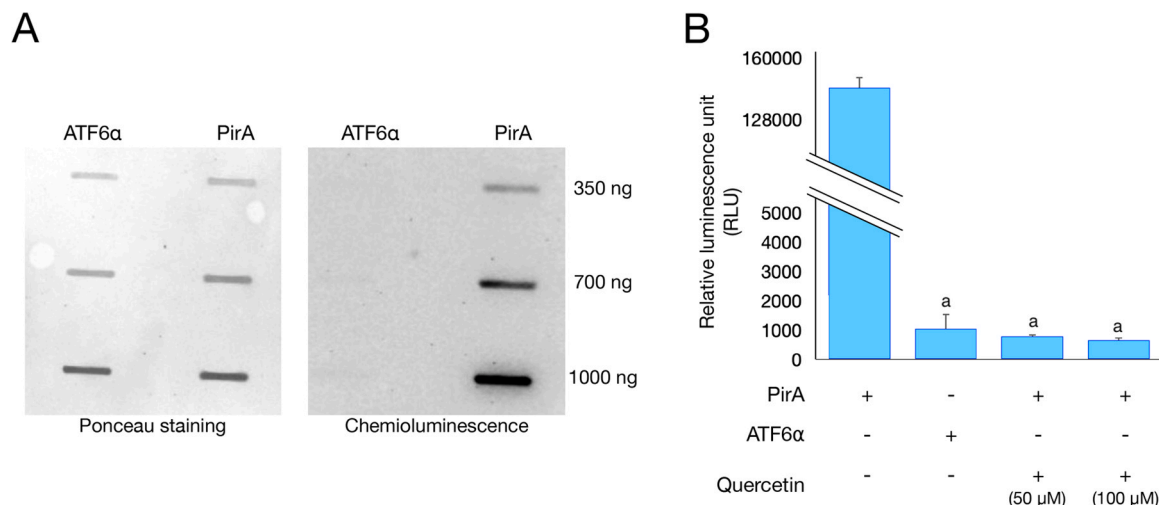 A
ATF6α PirA ATF6α PirA
350 ng
700 ng
1000 ng
Ponceau staining Chemioluminescence
B
Relative luminescence unit
(RLU)
160000
128000
5000
4000
3000
2000
1000
0
a a a
PirA + - + +
ATF6α - + - -
Quercetin - - + +
(50 µM) (100 µM)